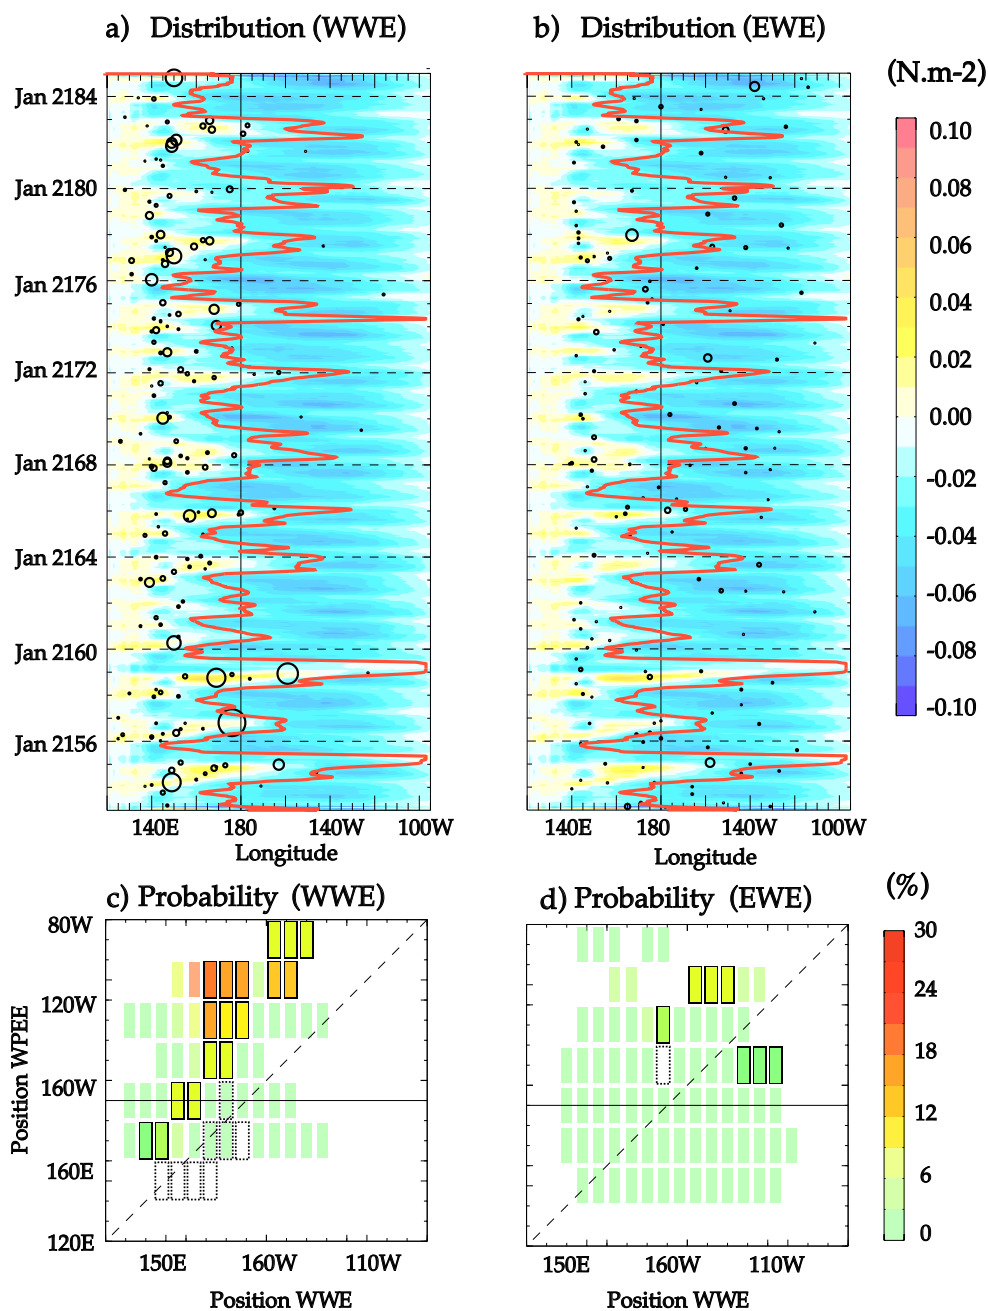 a) Distribution (WWE)
b) Distribution (EWE)
(N.m-2)
Jan 2184
Jan 2180
Jan 2176
Jan 2172
Jan 2168
Jan 2164
Jan 2160
Jan 2156
140E 180 140W 100W
Longitude
140E 180 140W 100W
Longitude
0.10
0.08
0.06
0.04
0.02
0.00
-0.02
-0.04
-0.06
-0.08
-0.10
c) Probability (WWE)
d) Probability (EWE)
(%)
80W
120W
160W
160E
120E
Position WPEE
150E 160W 110W
Position WWE
150E 160W 110W
Position WWE
30
24
18
12
6
0